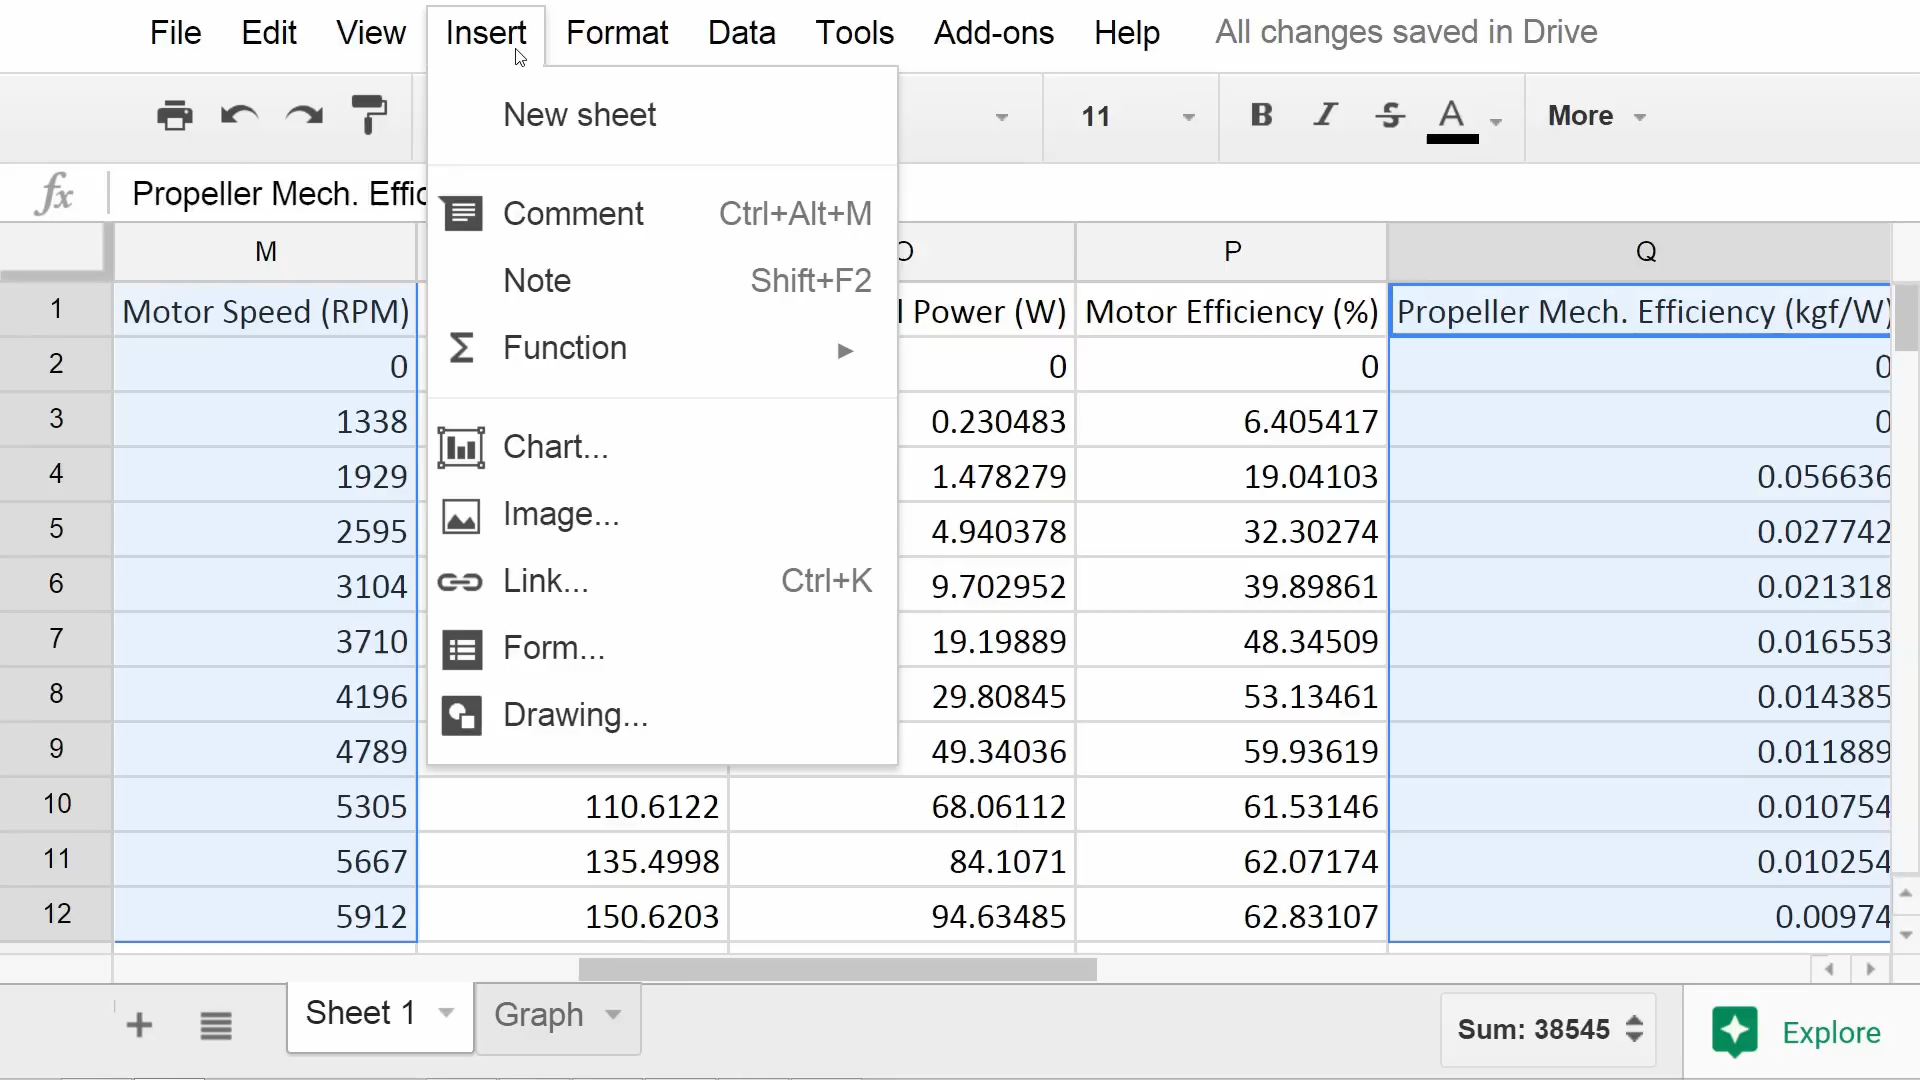 File Edit View Insert Format Data Tools Add-ons Help All changes saved in Drive
11 B I S A More
New sheet
fx Propeller Mech. Effic
Comment Ctrl+Alt+M
Note Shift+F2
Function
Chart...
Image...
Link... Ctrl+K
Form...
Drawing...
M O P Q
1 Motor Speed (RPM) l Power (W) Motor Efficiency (%) Propeller Mech. Efficiency (kgf/W)
2 0 0 0 0
3 1338 0.230483 6.405417 0
4 1929 1.478279 19.04103 0.056636
5 2595 4.940378 32.30274 0.027742
6 3104 9.702952 39.89861 0.021318
7 3710 19.19889 48.34509 0.016553
8 4196 29.80845 53.13461 0.014385
9 4789 49.34036 59.93619 0.011889
10 5305 110.6122 68.06112 61.53146 0.010754
11 5667 135.4998 84.1071 62.07174 0.010254
12 5912 150.6203 94.63485 62.83107 0.00974
+ Sheet 1 Graph Sum: 38545 Explore